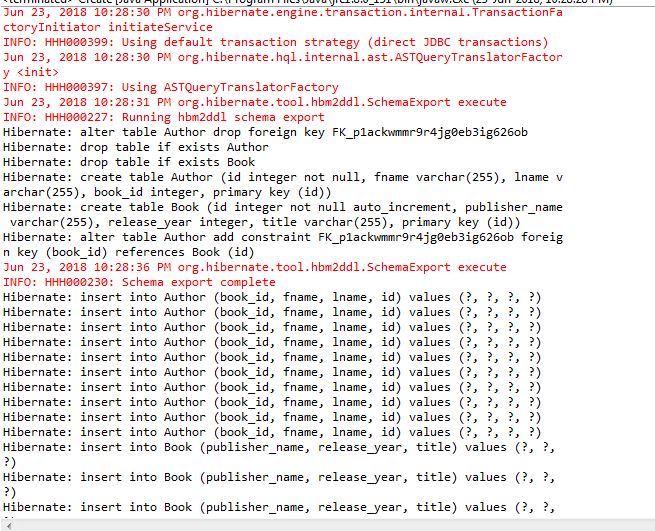 <terminated> Create [Java Application] C:\Program Files\Java\jre1.8.0_151\bin\javaw.exe (23-Jun-2018, 10:28:28 PM)
Jun 23, 2018 10:28:30 PM org.hibernate.engine.transaction.internal.TransactionFa
ctoryInitiator initiateService
INFO: HHH000399: Using default transaction strategy (direct JDBC transactions)
Jun 23, 2018 10:28:30 PM org.hibernate.hql.internal.ast.ASTQueryTranslatorFactor
y <init>
INFO: HHH000397: Using ASTQueryTranslatorFactory
Jun 23, 2018 10:28:31 PM org.hibernate.tool.hbm2ddl.SchemaExport execute
INFO: HHH000227: Running hbm2ddl schema export
Hibernate: alter table Author drop foreign key FK_p1ackwmmr9r4jg0eb3ig626ob
Hibernate: drop table if exists Author
Hibernate: drop table if exists Book
Hibernate: create table Author (id integer not null, fname varchar(255), lname v
archar(255), book_id integer, primary key (id))
Hibernate: create table Book (id integer not null auto_increment, publisher_name
 varchar(255), release_year integer, title varchar(255), primary key (id))
Hibernate: alter table Author add constraint FK_p1ackwmmr9r4jg0eb3ig626ob foreig
n key (book_id) references Book (id)
Jun 23, 2018 10:28:36 PM org.hibernate.tool.hbm2ddl.SchemaExport execute
INFO: HHH000230: Schema export complete
Hibernate: insert into Author (book_id, fname, lname, id) values (?, ?, ?, ?)
Hibernate: insert into Author (book_id, fname, lname, id) values (?, ?, ?, ?)
Hibernate: insert into Author (book_id, fname, lname, id) values (?, ?, ?, ?)
Hibernate: insert into Author (book_id, fname, lname, id) values (?, ?, ?, ?)
Hibernate: insert into Author (book_id, fname, lname, id) values (?, ?, ?, ?)
Hibernate: insert into Author (book_id, fname, lname, id) values (?, ?, ?, ?)
Hibernate: insert into Author (book_id, fname, lname, id) values (?, ?, ?, ?)
Hibernate: insert into Author (book_id, fname, lname, id) values (?, ?, ?, ?)
Hibernate: insert into Author (book_id, fname, lname, id) values (?, ?, ?, ?)
Hibernate: insert into Author (book_id, fname, lname, id) values (?, ?, ?, ?)
Hibernate: insert into Book (publisher_name, release_year, title) values (?, ?,
?)
Hibernate: insert into Book (publisher_name, release_year, title) values (?, ?,
?)
Hibernate: insert into Book (publisher_name, release_year, title) values (?, ?,